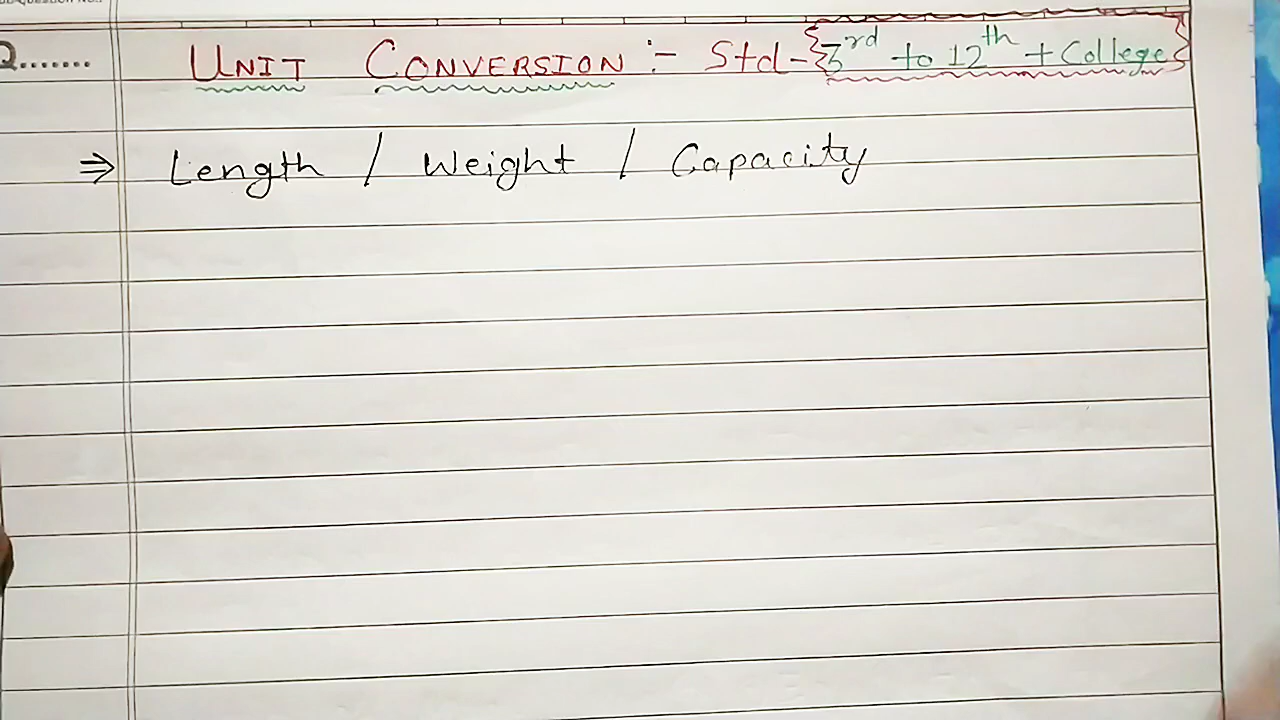 Q.......
UNIT CONVERSION :- Std-{3rd to 12th + College}
⇒ Length / Weight / Capacity